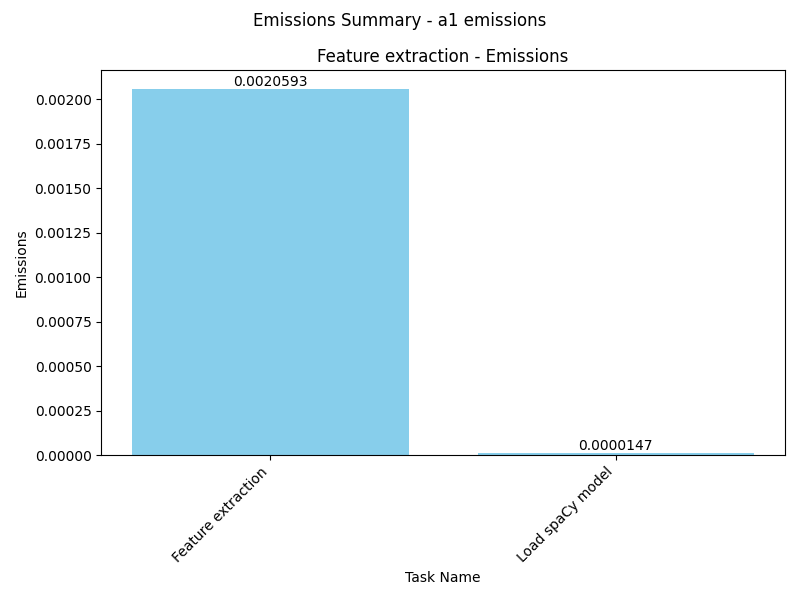 Emissions Summary - a1 emissions
Feature extraction - Emissions
0.0020593
0.0000147
0.00200
0.00175
0.00150
0.00125
0.00100
0.00075
0.00050
0.00025
0.00000
Emissions
Feature extraction
Load spaCy model
Task Name